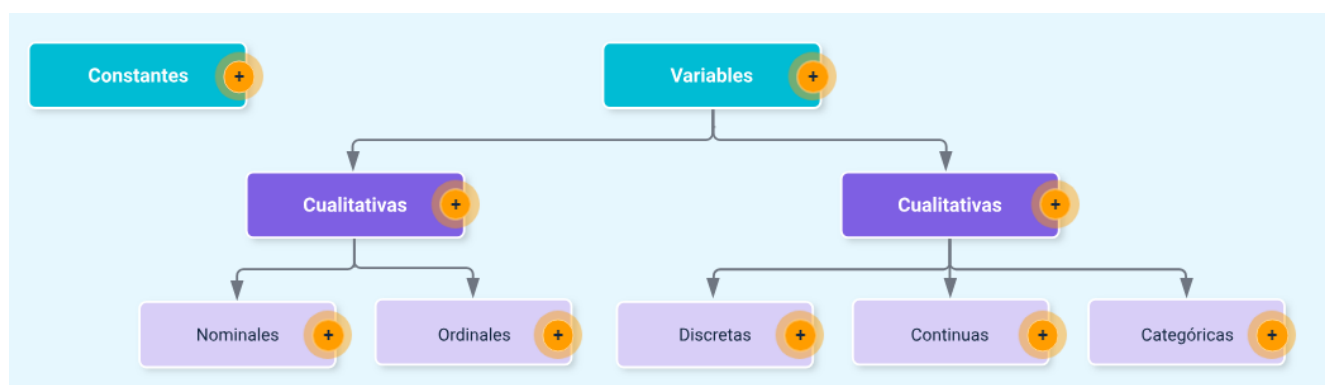 Constantes +
Variables +
Cualitativas +
Cualitativas +
Nominales +
Ordinales +
Discretas +
Continuas +
Categóricas +